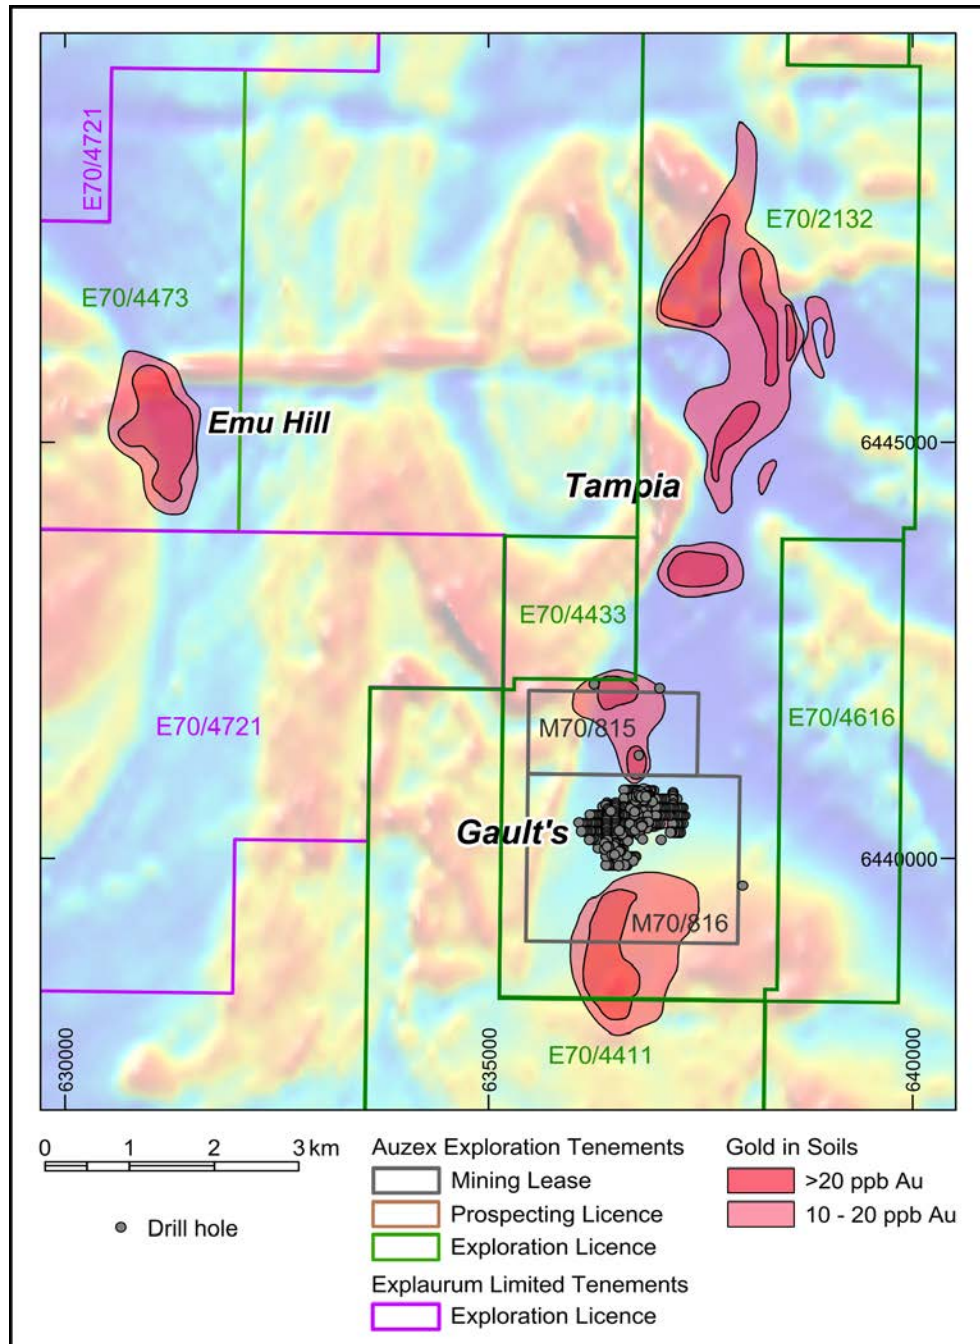 E70/4721
E70/2132
E70/4473
Emu Hill
6445000
Tampia
E70/4433
E70/4721
M70/815
E70/4616
Gault's
6440000
M70/816
630000
635000
640000
E70/4411
0 1 2 3 km
Drill hole
Auzex Exploration Tenements
Mining Lease
Prospecting Licence
Exploration Licence
Explaurum Limited Tenements
Exploration Licence
Gold in Soils
>20 ppb Au
10 - 20 ppb Au